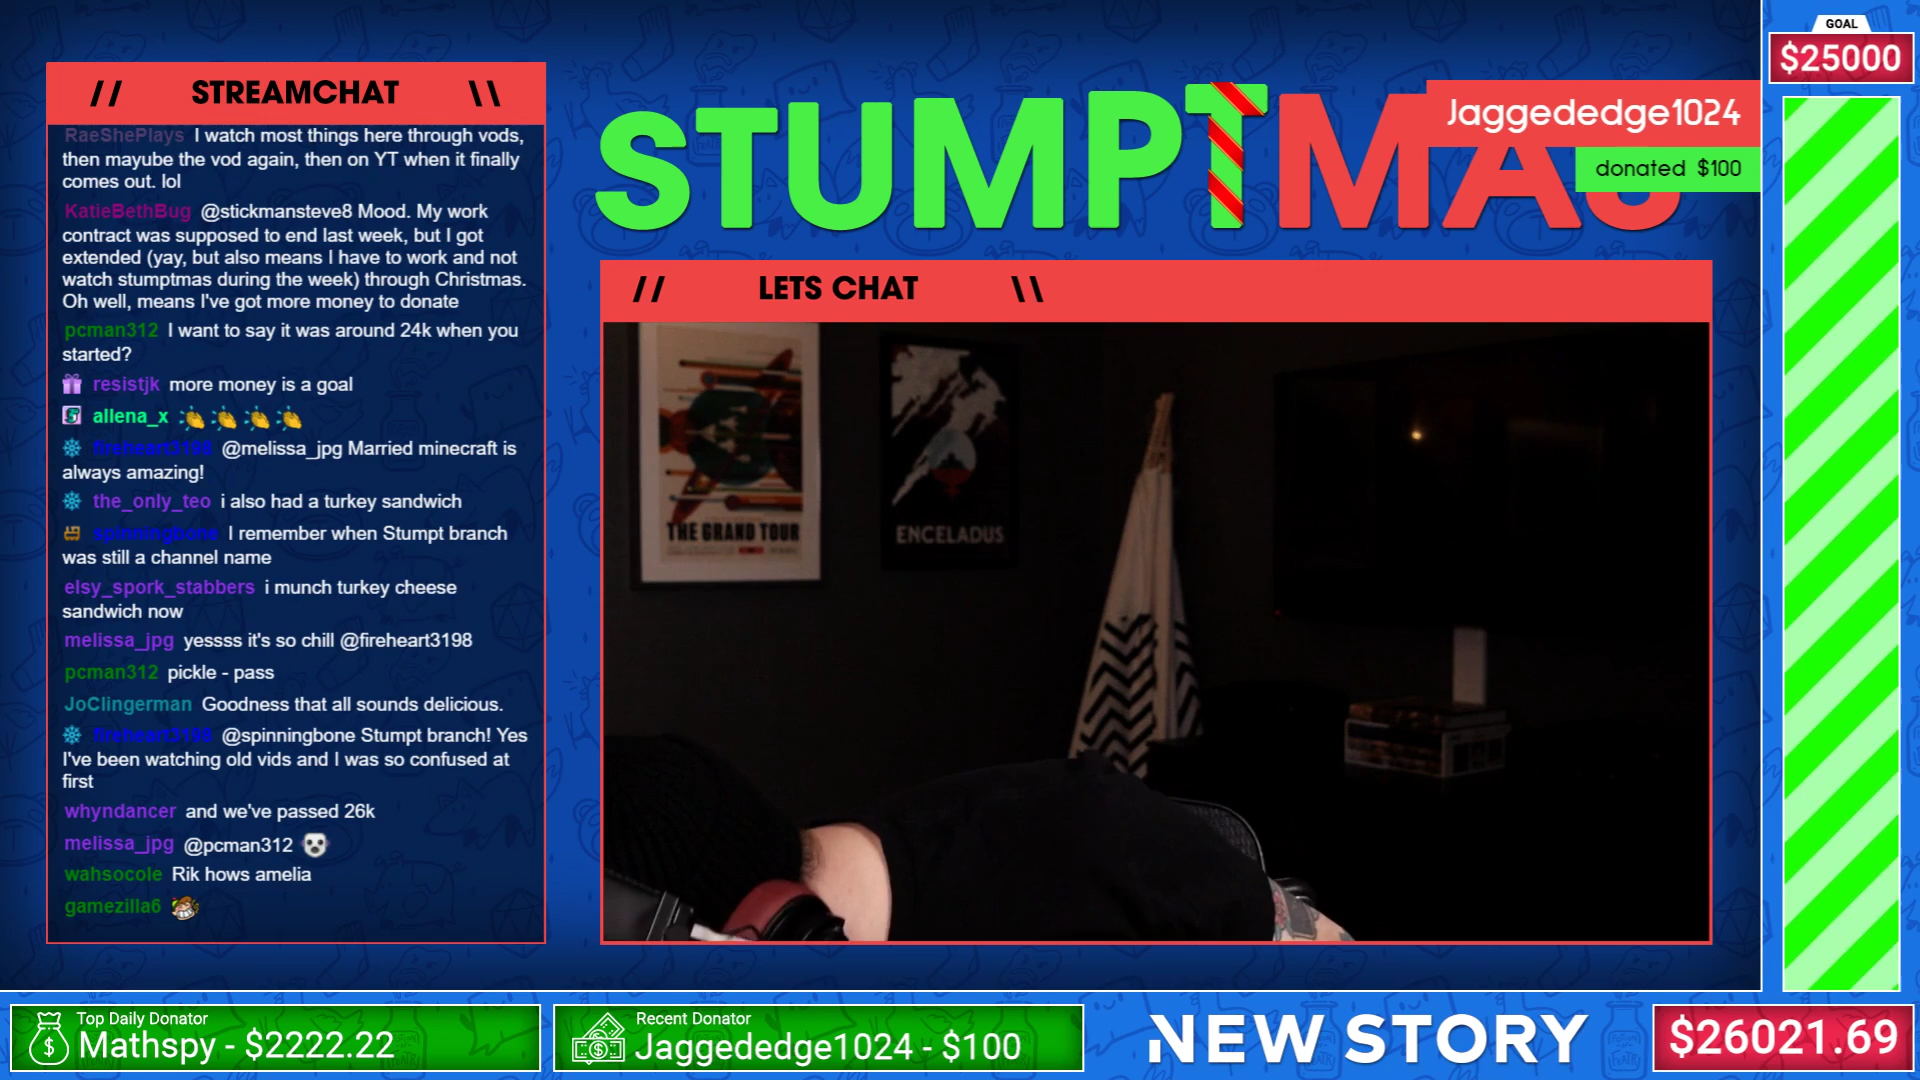 GOAL
$25000
// STREAMCHAT \\
RaeShePlays I watch most things here through vods,
then mayube the vod again, then on YT when it finally
comes out. lol
KatieBethBug @stickmansteve8 Mood. My work
contract was supposed to end last week, but I got
extended (yay, but also means I have to work and not
watch stumptmas during the week) through Christmas.
Oh well, means I've got more money to donate
pcman312 I want to say it was around 24k when you
started?
resistjk more money is a goal
allena_x
fireheart3198 @melissa_jpg Married minecraft is
always amazing!
the_only_teo i also had a turkey sandwich
spinningbone I remember when Stumpt branch
was still a channel name
elsy_spork_stabbers i munch turkey cheese
sandwich now
melissa_jpg yessss it's so chill @fireheart3198
pcman312 pickle - pass
JoClingerman Goodness that all sounds delicious.
fireheart3198 @spinningbone Stumpt branch! Yes
I've been watching old vids and I was so confused at
first
whyndancer and we've passed 26k
melissa_jpg @pcman312
wahsocole Rik hows amelia
gamezilla6
STUMPTMAS
Jaggededge1024
donated $100
// LETS CHAT \\
THE GRAND TOUR
ENCELADUS
Top Daily Donator
Mathspy - $2222.22
Recent Donator
Jaggededge1024 - $100
NEW STORY
$26021.69